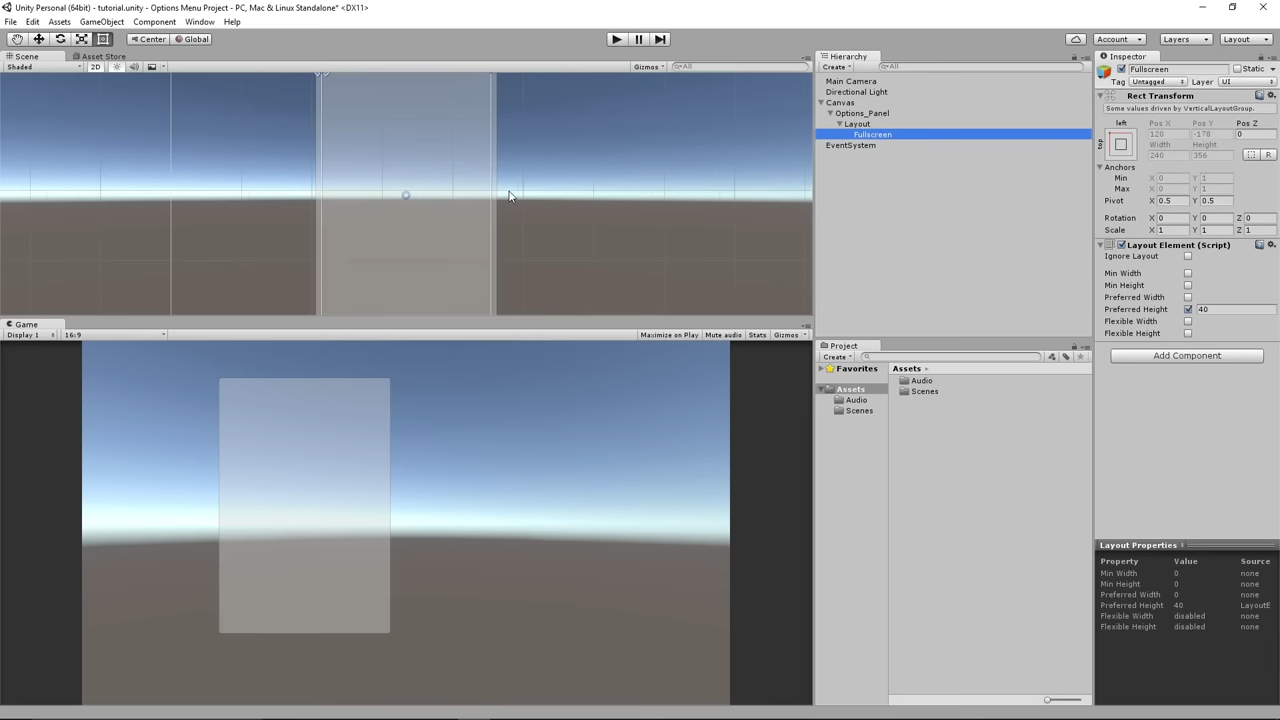 Unity Personal (64bit) - tutorial.unity - Options Menu Project - PC, Mac & Linux Standalone* <DX11>
File Edit Assets GameObject Component Window Help
Center Global Account Layers Layout
Scene Asset Store
Shaded 2D Gizmos All
Game
Display 1 16:9 Maximize on Play Mute audio Stats Gizmos
Hierarchy
Create All
Main Camera
Directional Light
Canvas
Options_Panel
Layout
Fullscreen
EventSystem
Project
Create
Favorites
Assets
Audio
Scenes
Assets
Audio
Scenes
Inspector
Fullscreen Static
Tag Untagged Layer UI
Rect Transform
Some values driven by VerticalLayoutGroup.
left Pos X Pos Y Pos Z
top 120 -178 0
Width Height
240 356 R
Anchors
Min X 0 Y 1
Max X 0 Y 1
Pivot X 0.5 Y 0.5
Rotation X 0 Y 0 Z 0
Scale X 1 Y 1 Z 1
Layout Element (Script)
Ignore Layout
Min Width
Min Height
Preferred Width
Preferred Height 40
Flexible Width
Flexible Height
Add Component
Layout Properties
Property Value Source
Min Width 0 none
Min Height 0 none
Preferred Width 0 none
Preferred Height 40 LayoutE
Flexible Width disabled none
Flexible Height disabled none